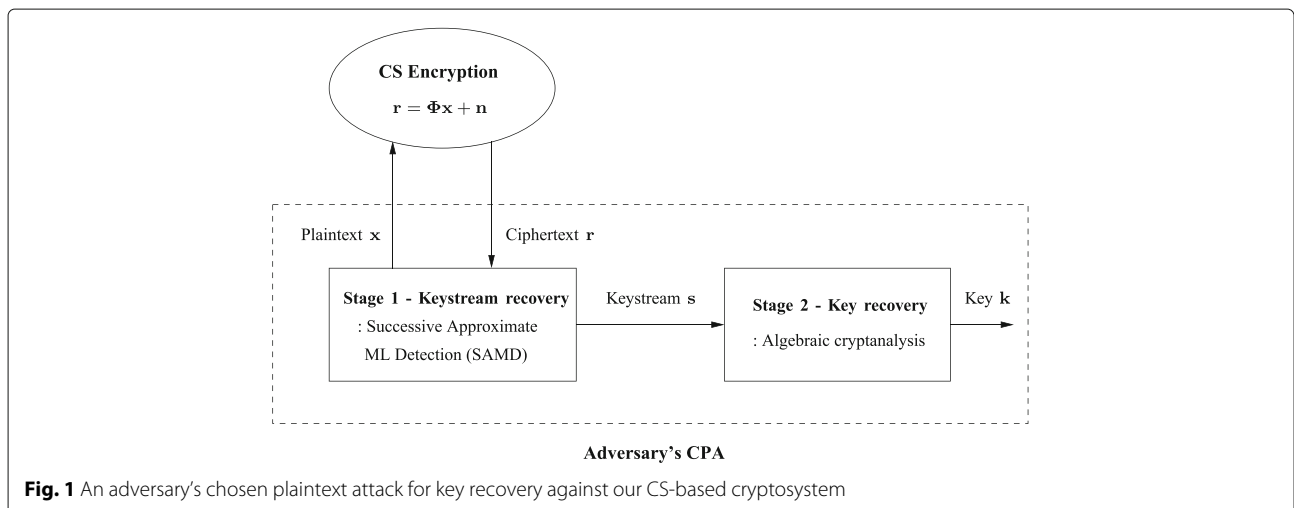 CS Encryption
r = Φx + n
Plaintext x
Ciphertext r
Stage 1 - Keystream recovery
: Successive Approximate
ML Detection (SAMD)
Keystream s
Stage 2 - Key recovery
: Algebraic cryptanalysis
Key k
Adversary's CPA
Fig. 1 An adversary's chosen plaintext attack for key recovery against our CS-based cryptosystem